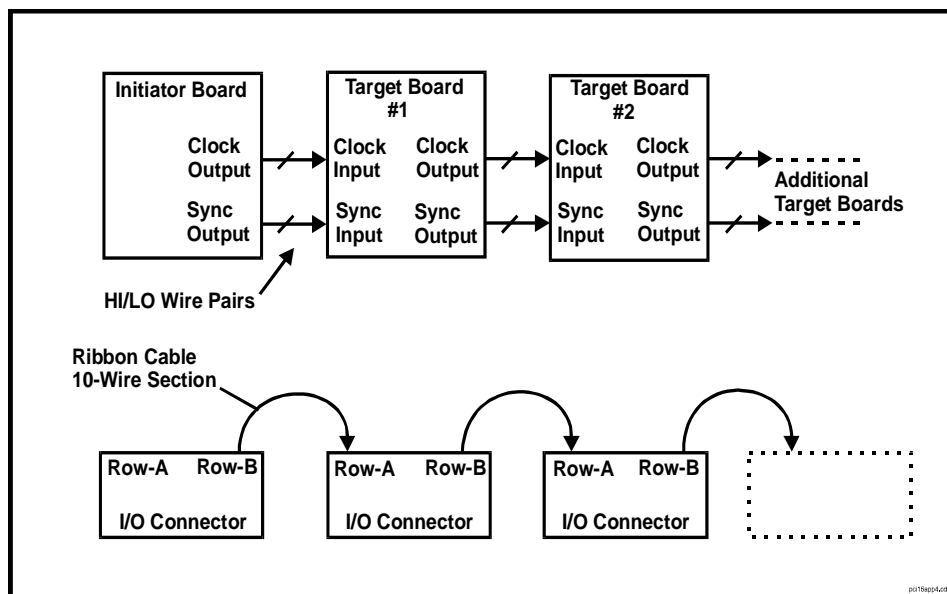 Initiator Board
Clock
Output
Sync
Output
Target Board
#1
Clock
Input
Clock
Output
Sync
Input
Sync
Output
Target Board
#2
Clock
Input
Clock
Output
Sync
Input
Sync
Output
Additional
Target Boards
HI/LO Wire Pairs
Ribbon Cable
10-Wire Section
Row-A Row-B
I/O Connector
Row-A Row-B
I/O Connector
Row-A Row-B
I/O Connector